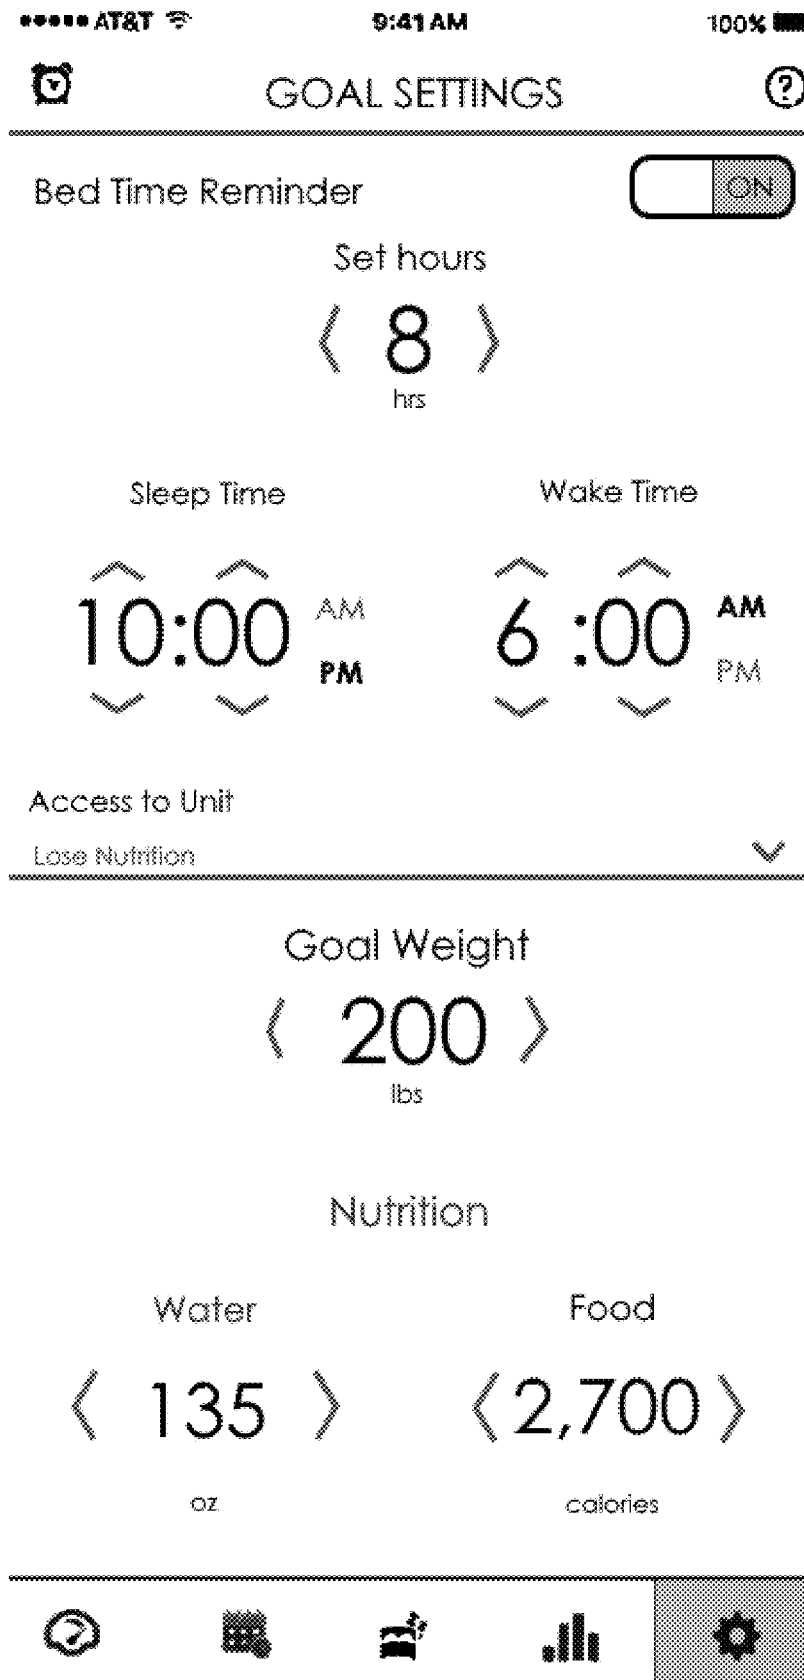 AT&T 9:41 AM 100%
GOAL SETTINGS ?
Bed Time Reminder ON
Set hours
8
hrs
Sleep Time Wake Time
10:00 AM PM 6:00 AM PM
Access to Unit
Lose Nutrition
Goal Weight
200
lbs
Nutrition
Water Food
135 2,700
oz calories